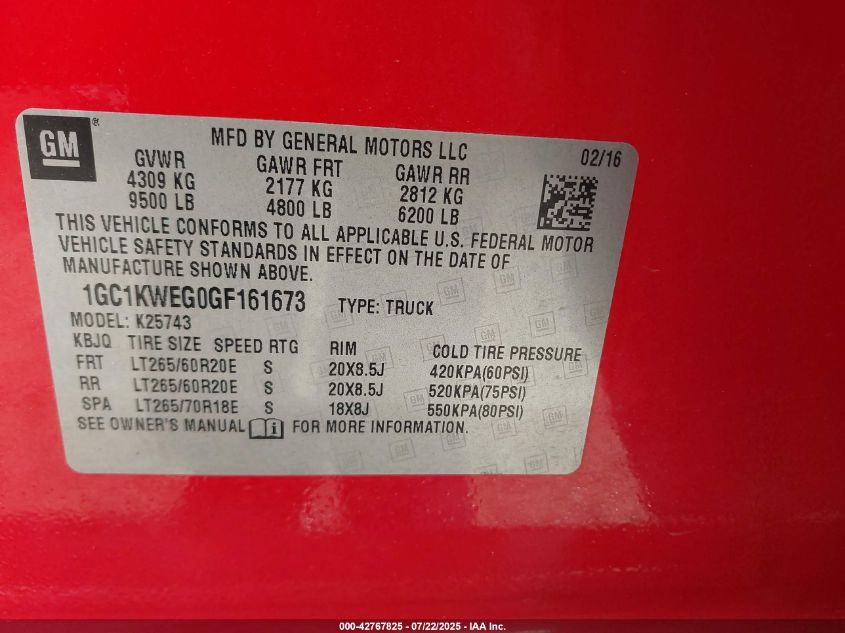 GM ®
MFD BY GENERAL MOTORS LLC 02/16
GVWR GAWR FRT GAWR RR
4309 KG 2177 KG 2812 KG
9500 LB 4800 LB 6200 LB
THIS VEHICLE CONFORMS TO ALL APPLICABLE U.S. FEDERAL MOTOR
VEHICLE SAFETY STANDARDS IN EFFECT ON THE DATE OF
MANUFACTURE SHOWN ABOVE.
1GC1KWEG0GF161673 TYPE: TRUCK
MODEL: K25743
KBJQ TIRE SIZE SPEED RTG RIM COLD TIRE PRESSURE
FRT LT265/60R20E S 20X8.5J 420KPA(60PSI)
RR LT265/60R20E S 20X8.5J 520KPA(75PSI)
SPA LT265/70R18E S 18X8J 550KPA(80PSI)
SEE OWNER'S MANUAL i FOR MORE INFORMATION.
000-42767825 - 07/22/2025 - IAA Inc.